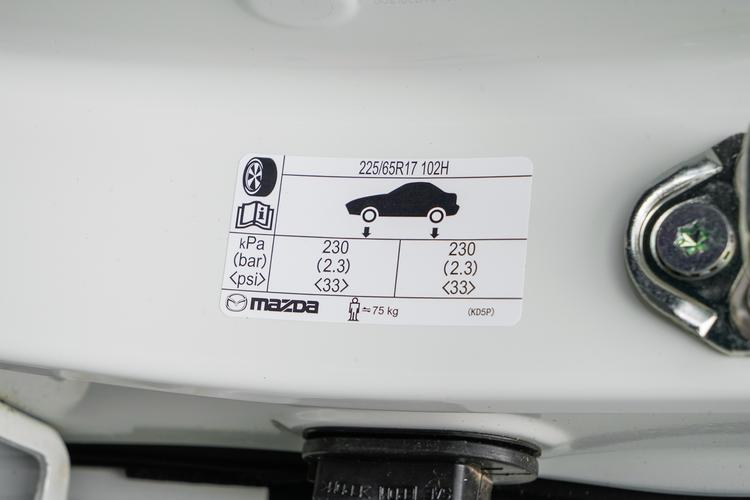 225/65R17 102H
kPa 230 230
(bar) (2.3) (2.3)
<psi> <33> <33>
mazda ≒75 kg (KD5P)